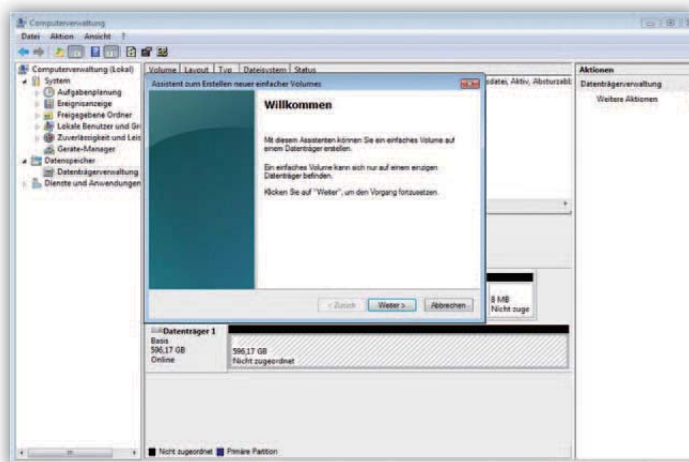 Computerverwaltung
Datei Aktion Ansicht ?
Computerverwaltung (Lokal)
System
Aufgabenplanung
Ereignisanzeige
Freigegebene Ordner
Lokale Benutzer und Gr
Zuverlässigkeit und Leis
Geräte-Manager
Datenspeicher
Datenträgerverwaltung
Dienste und Anwendungen
Volume Layout Typ Dateisystem Status
Assistent zum Erstellen neuer einfacher Volumes
Willkommen
Mit diesem Assistenten können Sie ein einfaches Volume auf
einem Datenträger erstellen.
Ein einfaches Volume kann sich nur auf einem einzigen
Datenträger befinden.
Klicken Sie auf "Weiter", um den Vorgang fortzusetzen.
< Zurück Weiter > Abbrechen
sdatei, Aktiv, Absturzabb
8 MB
Nicht zuge
Datenträger 1
Basis
596,17 GB
Online
596,17 GB
Nicht zugeordnet
Nicht zugeordnet Primäre Partition
Aktionen
Datenträgerverwaltung
Weitere Aktionen